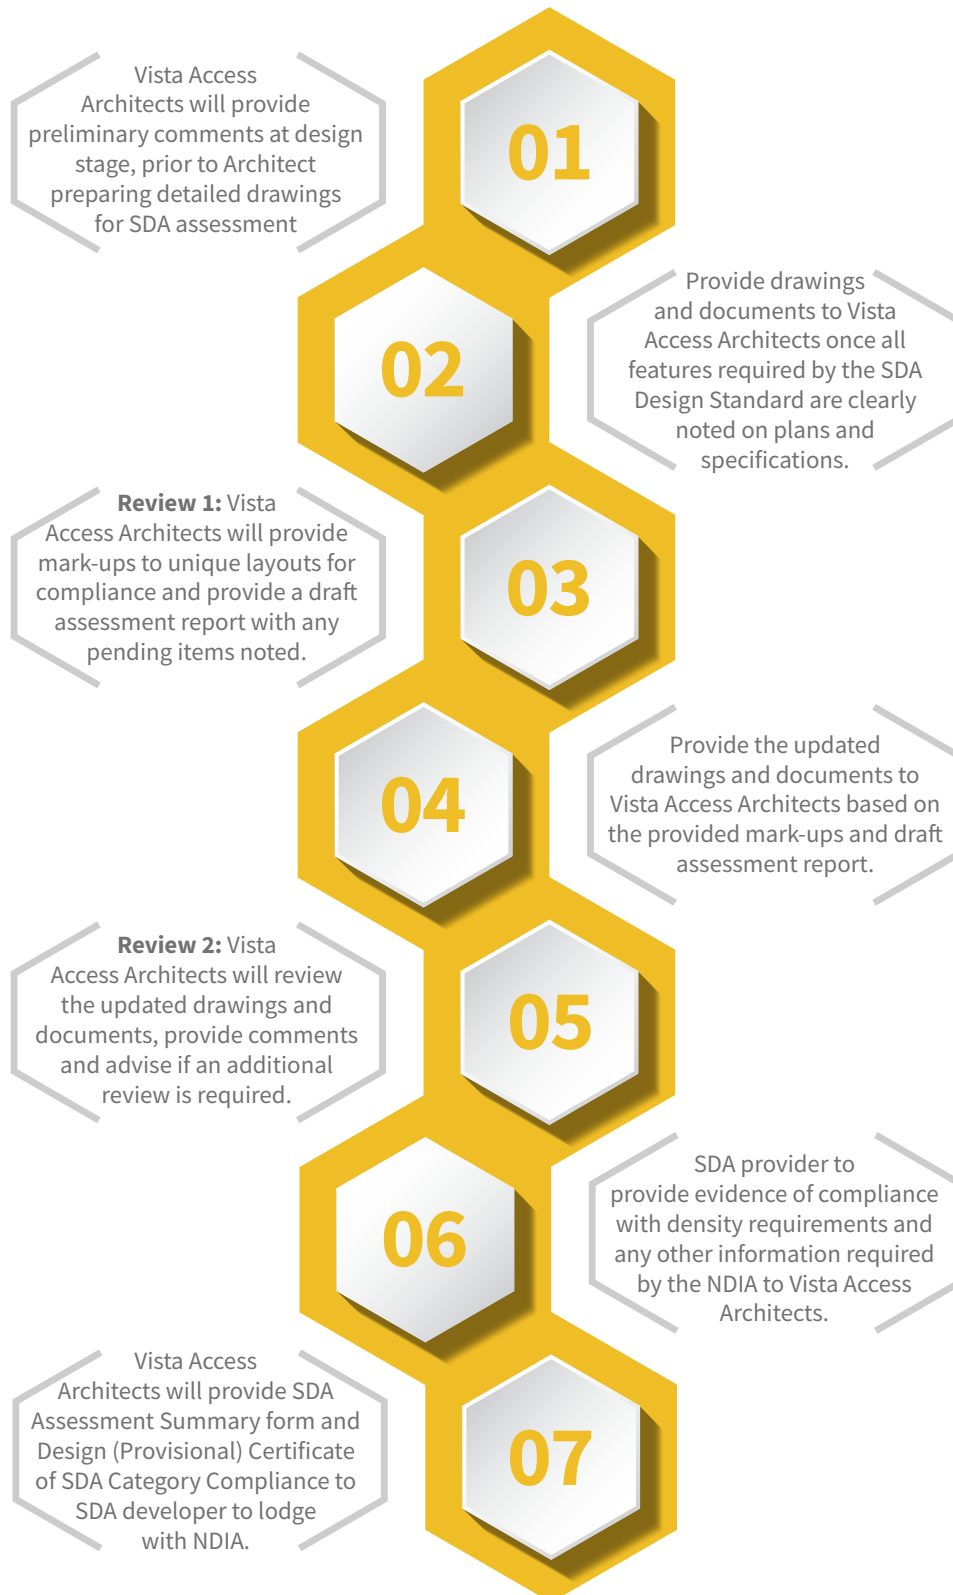 01
Vista Access
Architects will provide
preliminary comments at design
stage, prior to Architect
preparing detailed drawings
for SDA assessment
02
Provide drawings
and documents to Vista
Access Architects once all
features required by the SDA
Design Standard are clearly
noted on plans and
specifications.
03
Review 1: Vista
Access Architects will provide
mark-ups to unique layouts for
compliance and provide a draft
assessment report with any
pending items noted.
04
Provide the updated
drawings and documents to
Vista Access Architects based on
the provided mark-ups and draft
assessment report.
05
Review 2: Vista
Access Architects will review
the updated drawings and
documents, provide comments
and advise if an additional
review is required.
06
SDA provider to
provide evidence of compliance
with density requirements and
any other information required
by the NDIA to Vista Access
Architects.
07
Vista Access
Architects will provide SDA
Assessment Summary form and
Design (Provisional) Certificate
of SDA Category Compliance to
SDA developer to lodge
with NDIA.